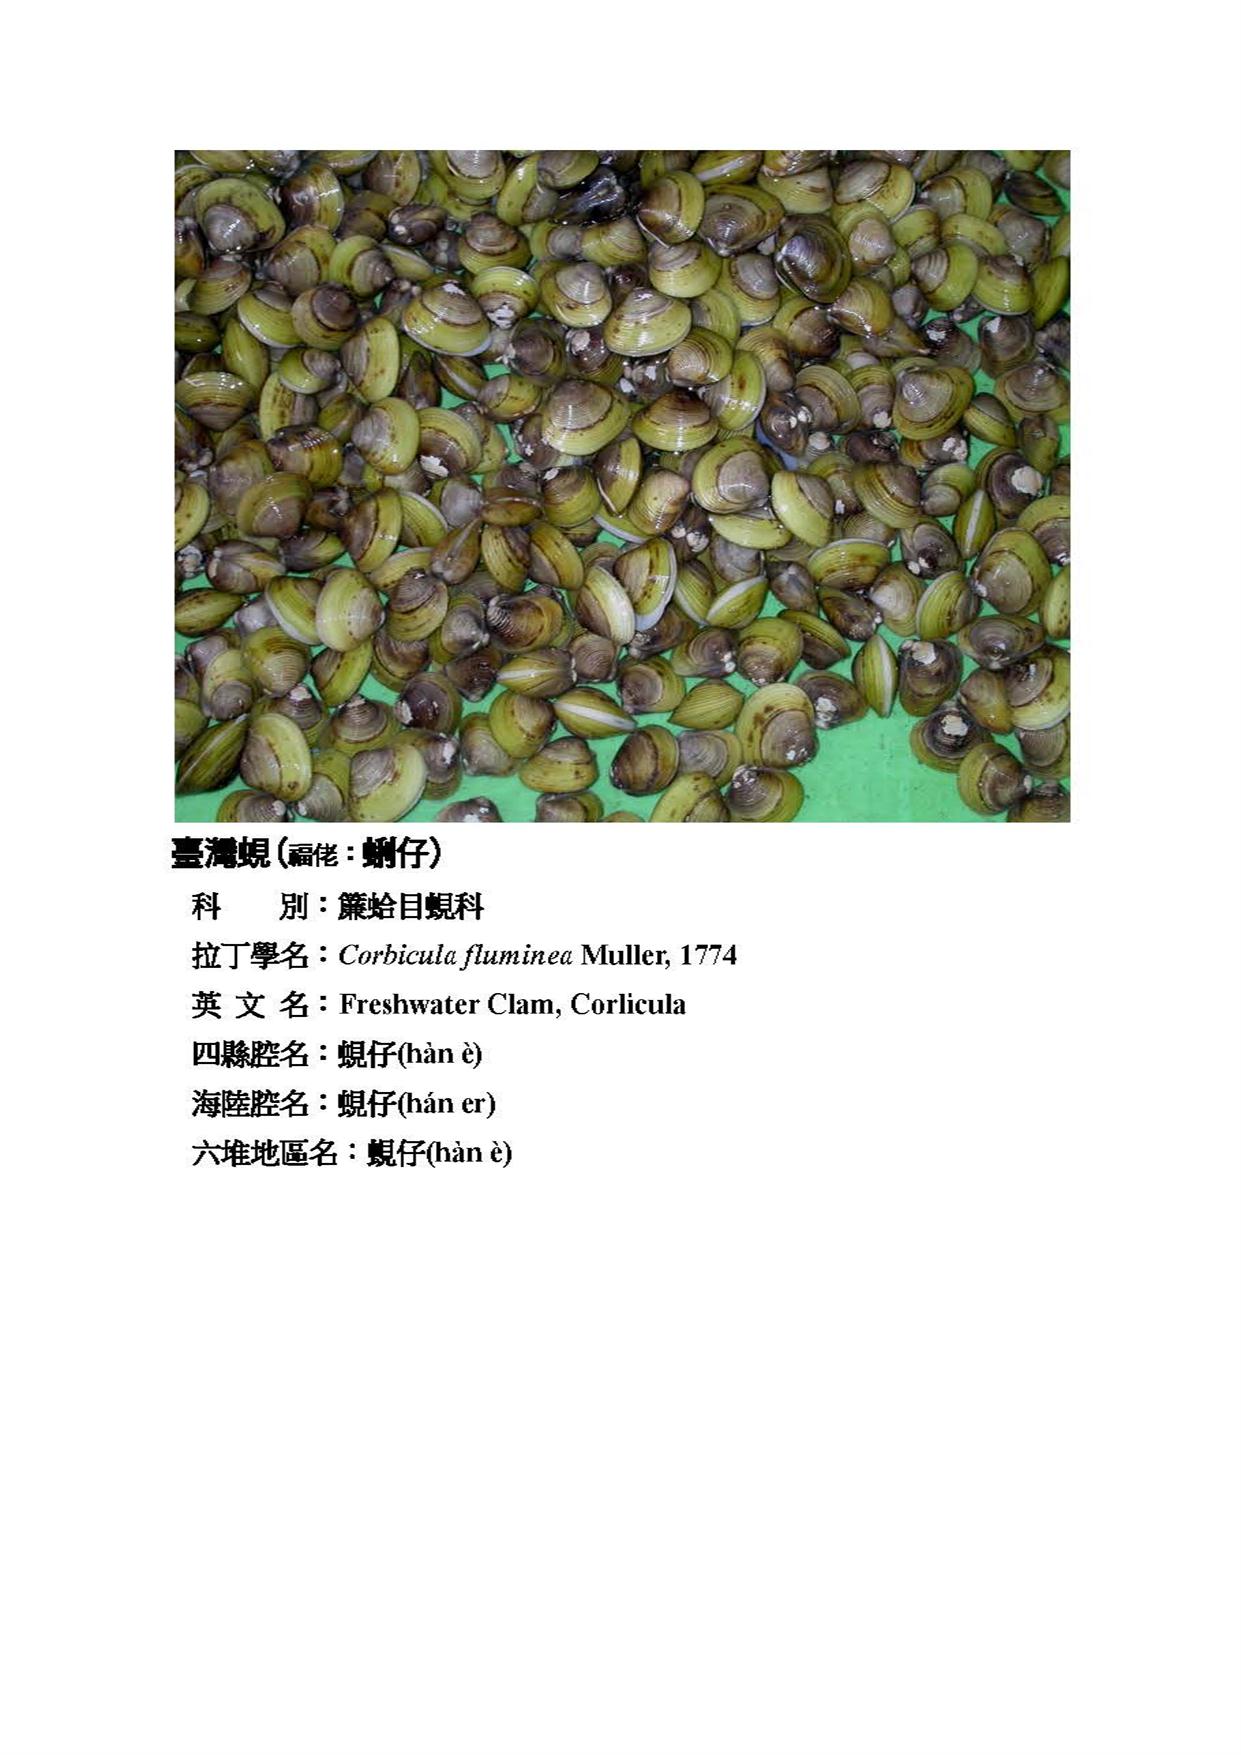 臺灣蜆(福佬：蜊仔)
科　　別：簾蛤目蜆科
拉丁學名：Corbicula fluminea Muller, 1774
英 文 名：Freshwater Clam, Corlicula
四縣腔名：蜆仔(hàn è)
海陸腔名：蜆仔(hán er)
六堆地區名：蜆仔(hàn è)